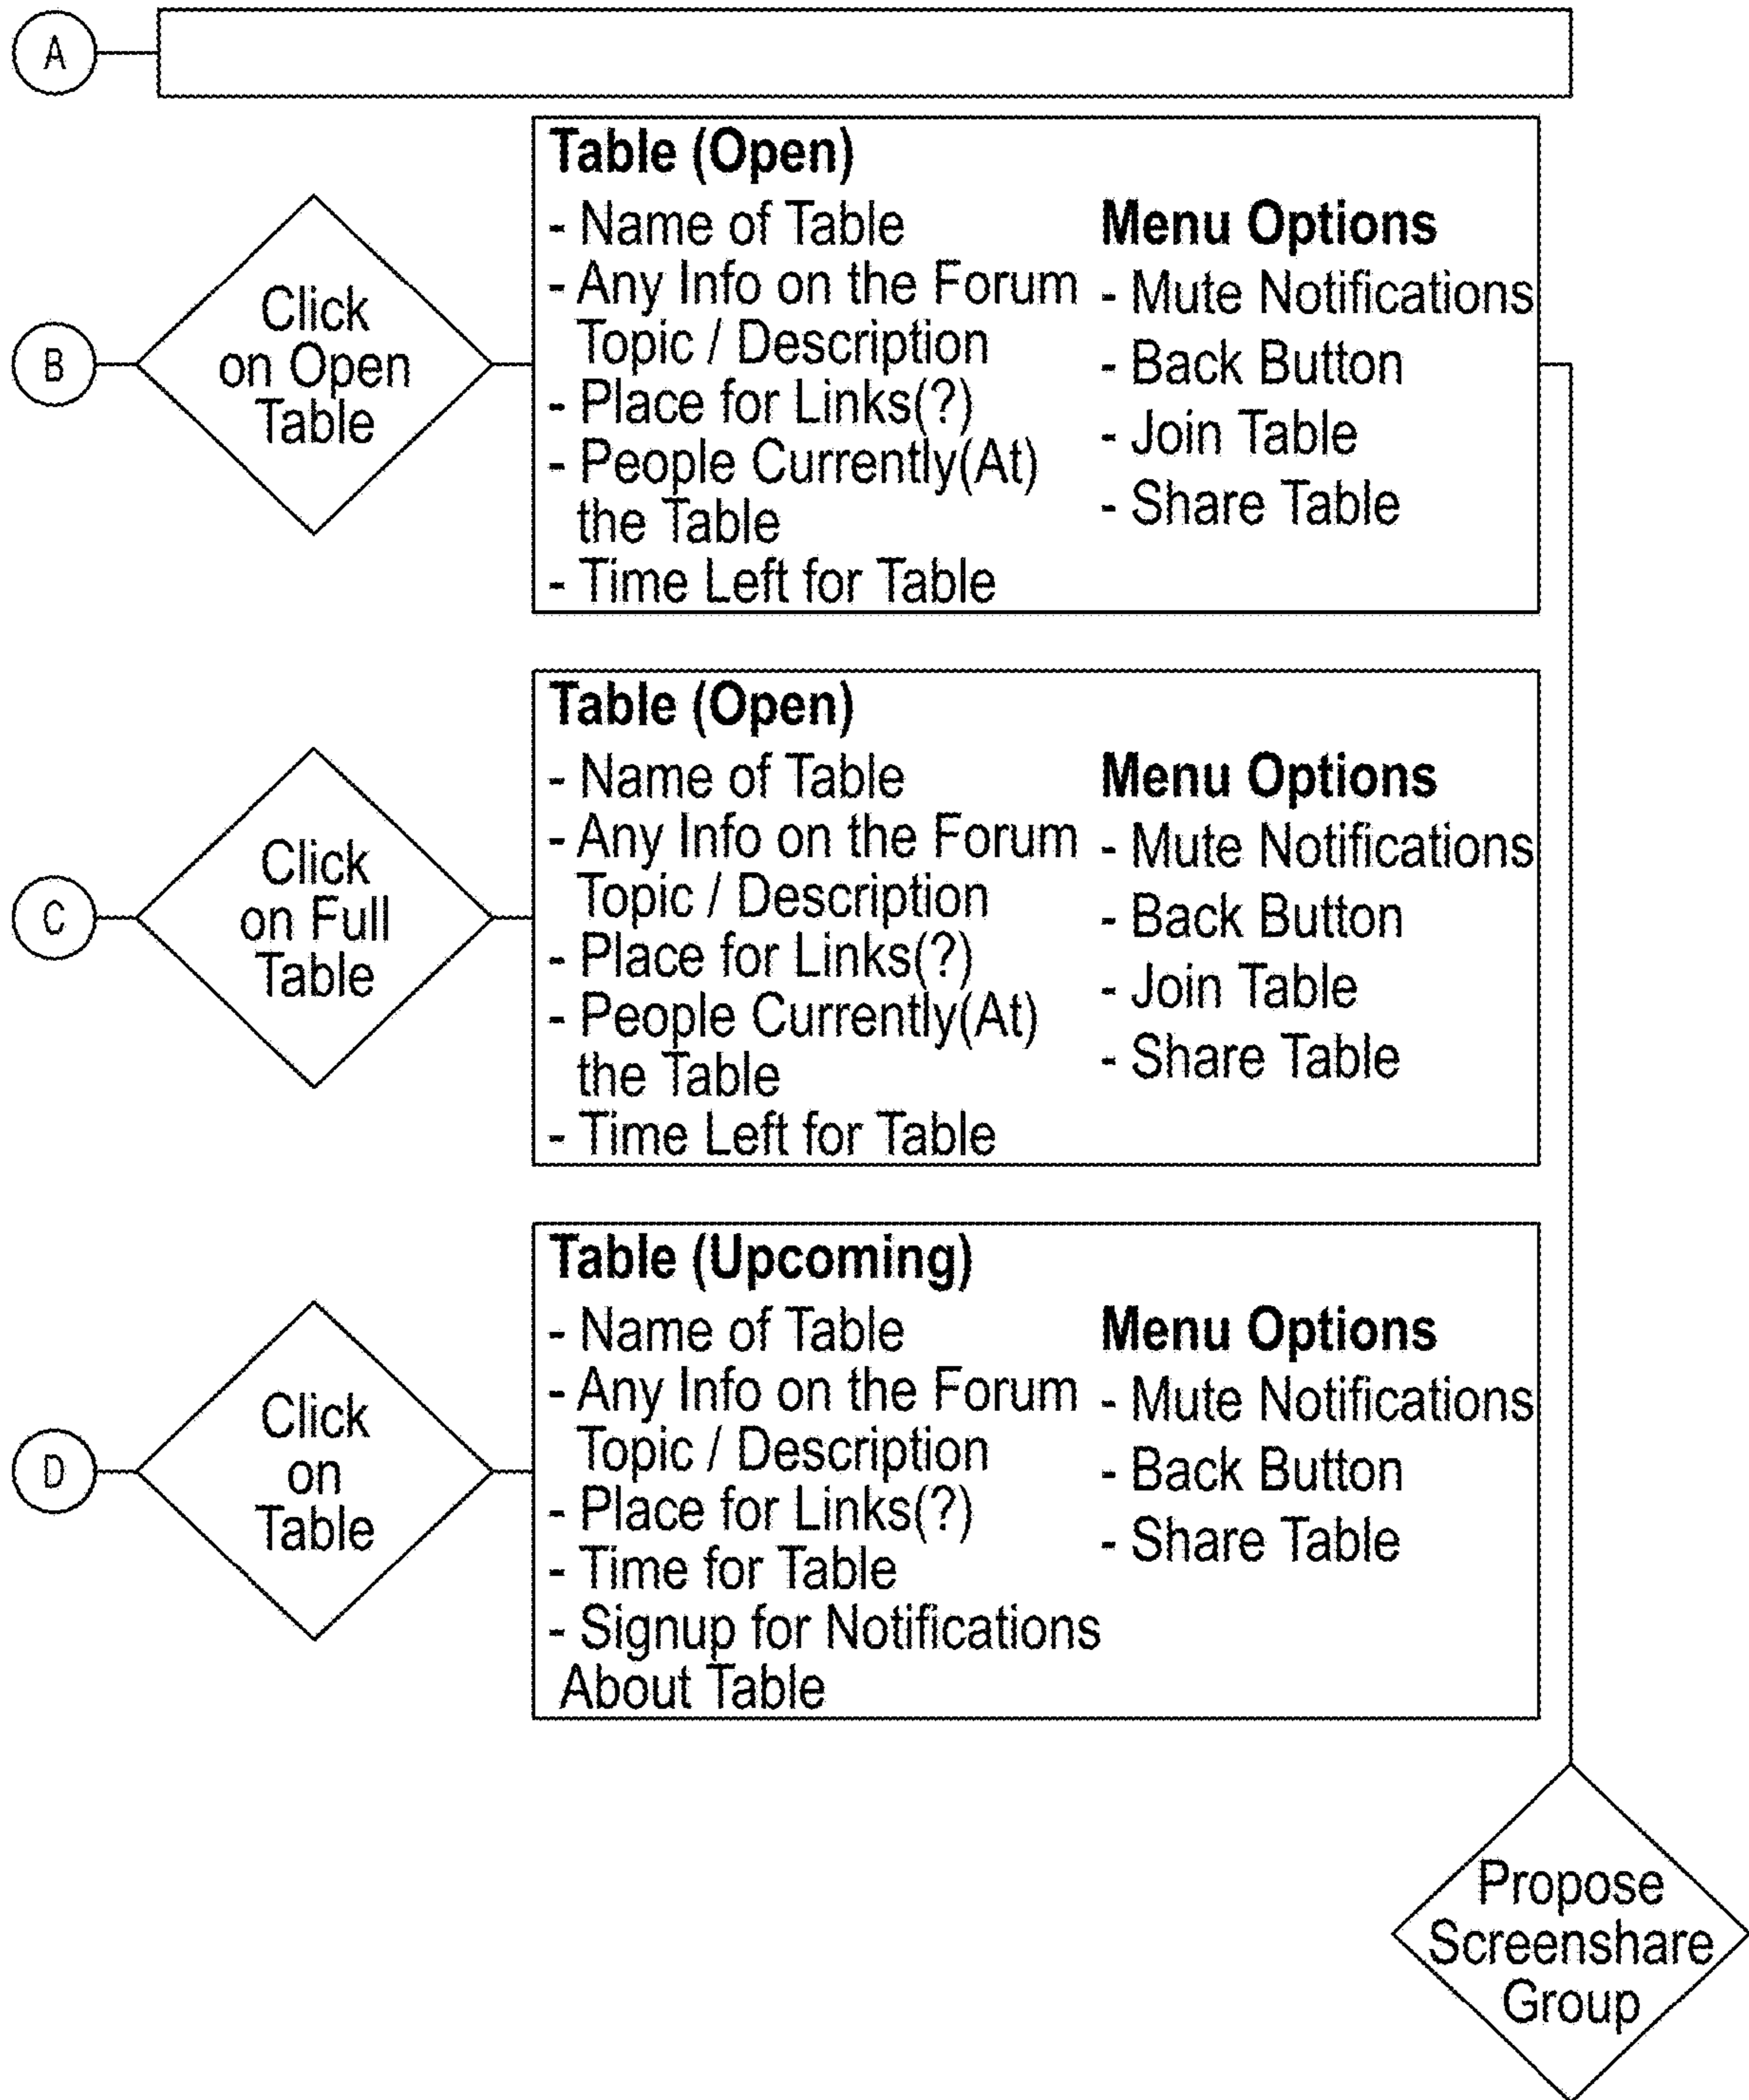 A
B
Click
on Open
Table
Table (Open)
- Name of Table
- Any Info on the Forum
Topic / Description
- Place for Links(?)
- People Currently(At)
the Table
- Time Left for Table
Menu Options
- Mute Notifications
- Back Button
- Join Table
- Share Table
C
Click
on Full
Table
Table (Open)
- Name of Table
- Any Info on the Forum
Topic / Description
- Place for Links(?)
- People Currently(At)
the Table
- Time Left for Table
Menu Options
- Mute Notifications
- Back Button
- Join Table
- Share Table
D
Click
on
Table
Table (Upcoming)
- Name of Table
- Any Info on the Forum
Topic / Description
- Place for Links(?)
- Time for Table
- Signup for Notifications
About Table
Menu Options
- Mute Notifications
- Back Button
- Share Table
Propose
Screenshare
Group